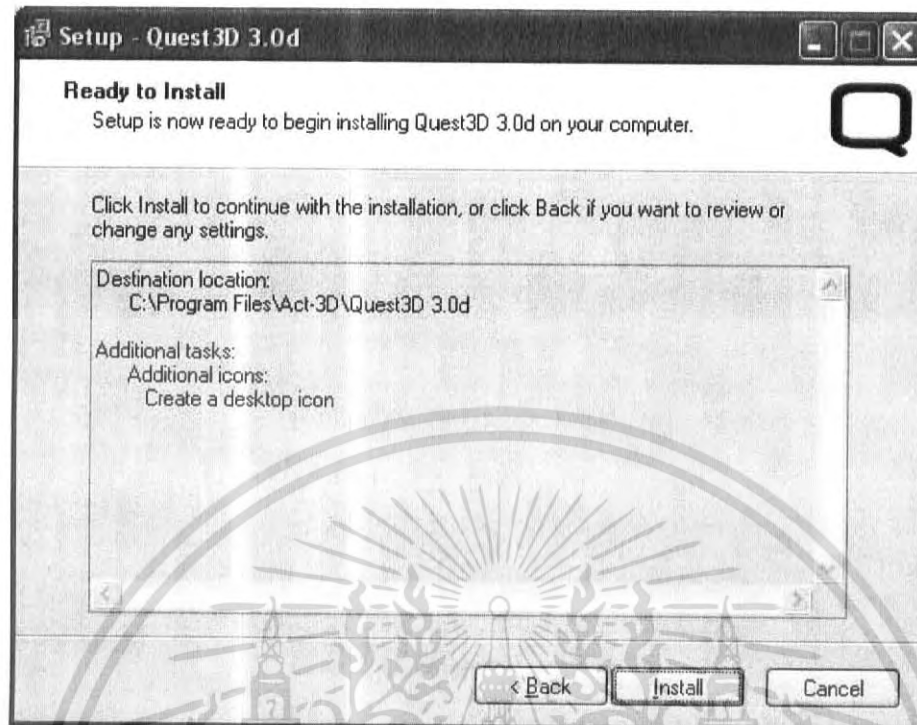 Setup - Quest3D 3.0d
Ready to Install
Setup is now ready to begin installing Quest3D 3.0d on your computer.
Click Install to continue with the installation, or click Back if you want to review or
change any settings.
Destination location:
C:\Program Files\Act-3D\Quest3D 3.0d
Additional tasks:
Additional icons:
Create a desktop icon
< Back
Install
Cancel